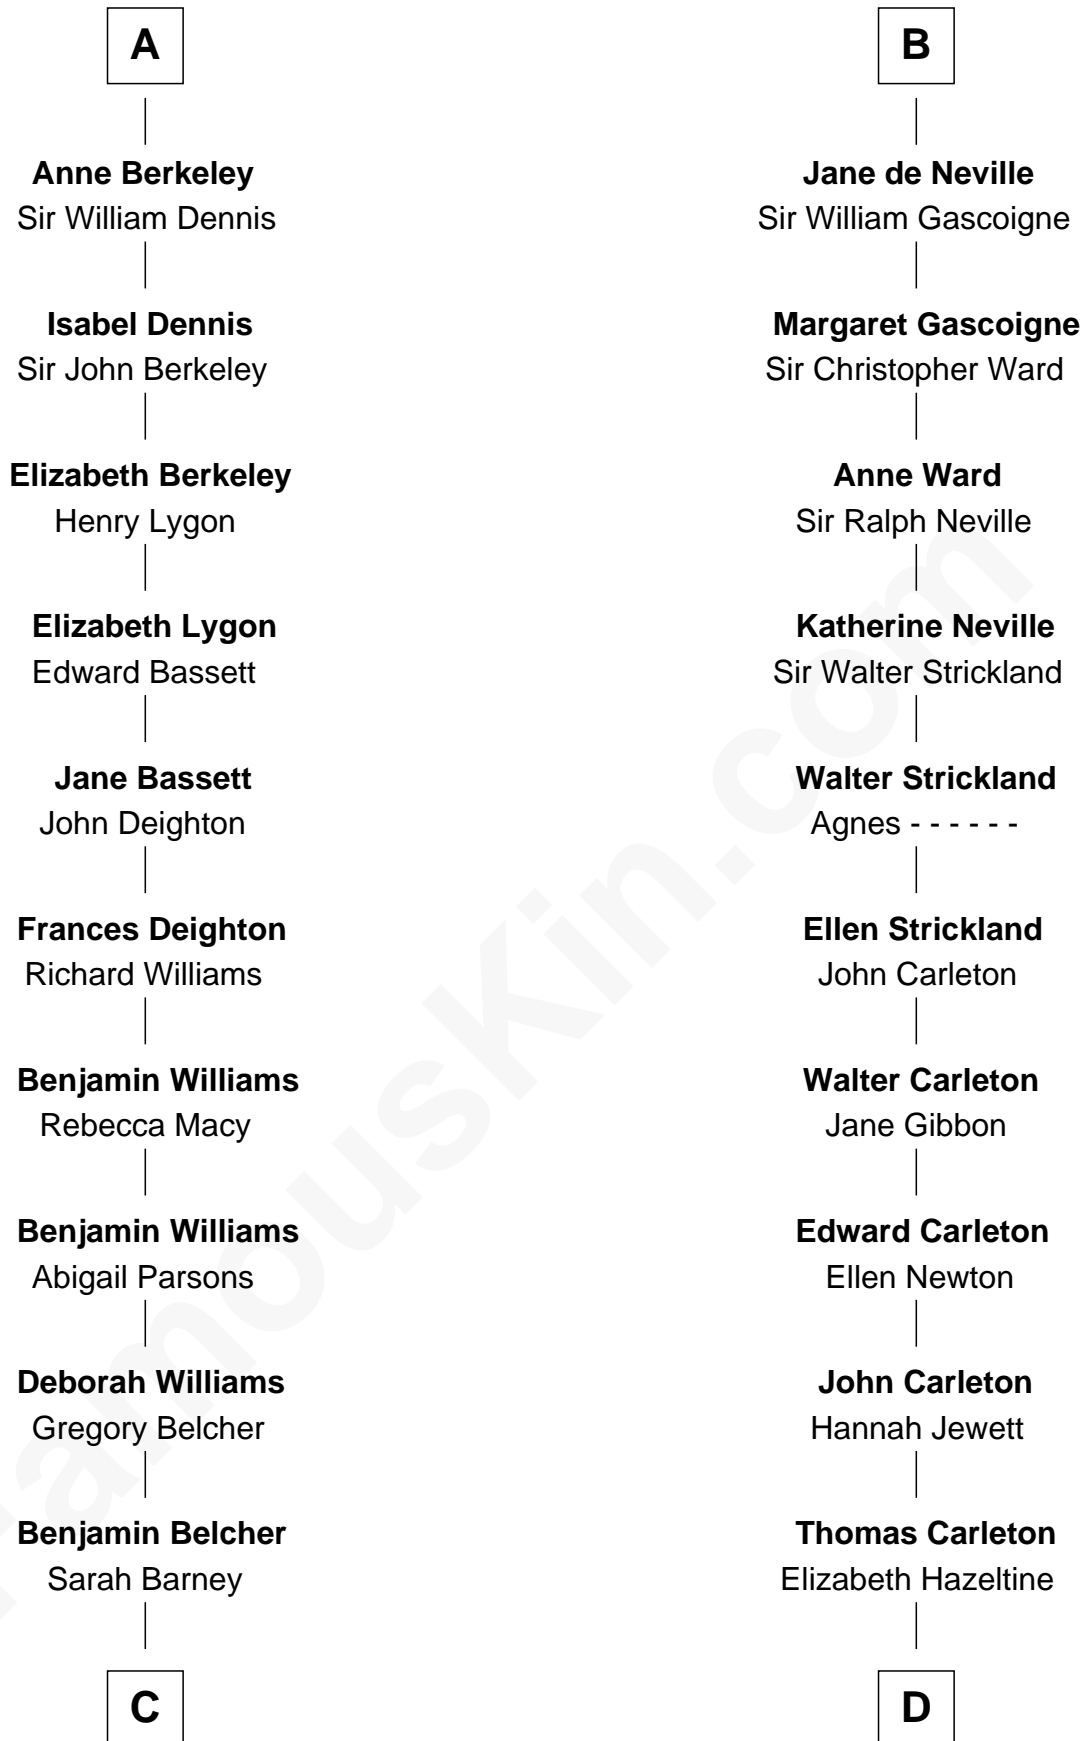 A
Anne Berkeley
Sir William Dennis
Isabel Dennis
Sir John Berkeley
Elizabeth Berkeley
Henry Lygon
Elizabeth Lygon
Edward Bassett
Jane Bassett
John Deighton
Frances Deighton
Richard Williams
Benjamin Williams
Rebecca Macy
Benjamin Williams
Abigail Parsons
Deborah Williams
Gregory Belcher
Benjamin Belcher
Sarah Barney
C
B
Jane de Neville
Sir William Gascoigne
Margaret Gascoigne
Sir Christopher Ward
Anne Ward
Sir Ralph Neville
Katherine Neville
Sir Walter Strickland
Walter Strickland
Agnes - - - - - -
Ellen Strickland
John Carleton
Walter Carleton
Jane Gibbon
Edward Carleton
Ellen Newton
John Carleton
Hannah Jewett
Thomas Carleton
Elizabeth Hazeltine
D
FamousKin.com